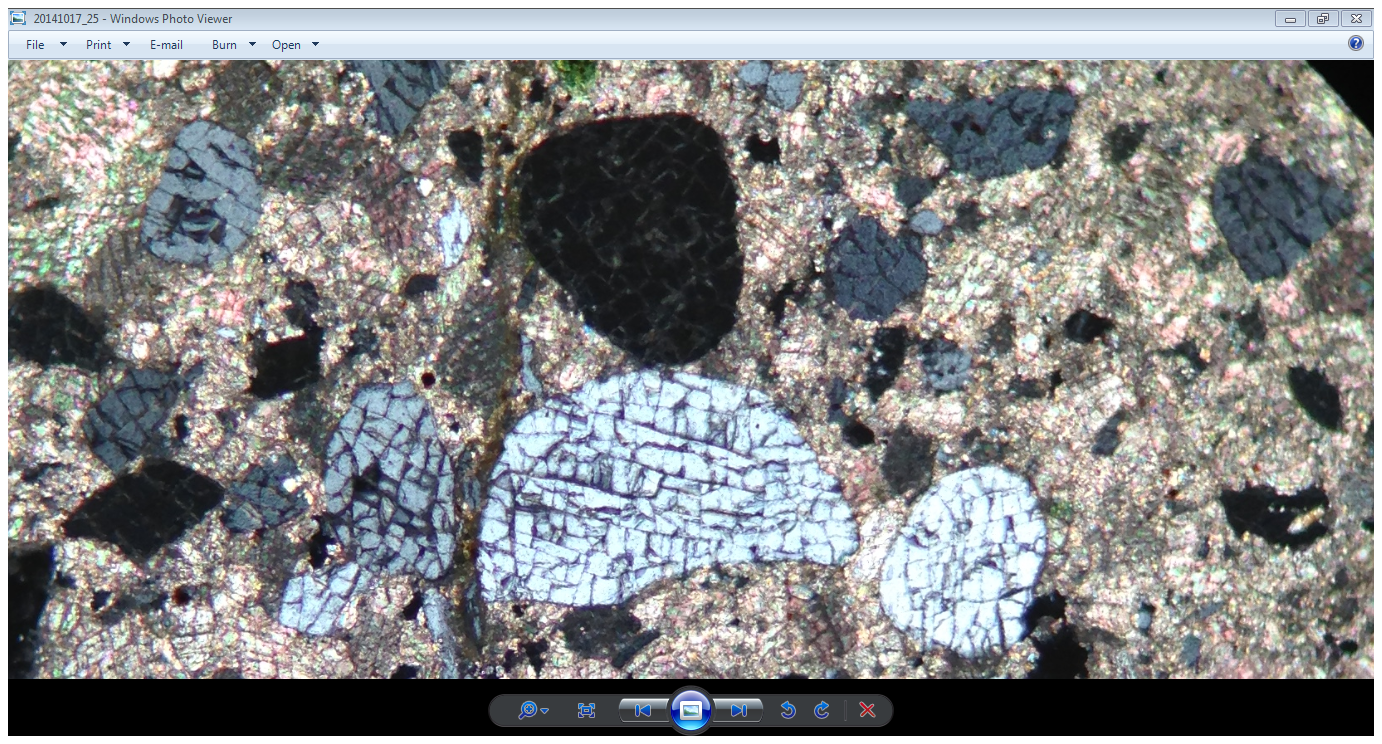 20141017_25 - Windows Photo Viewer
File Print E-mail Burn Open